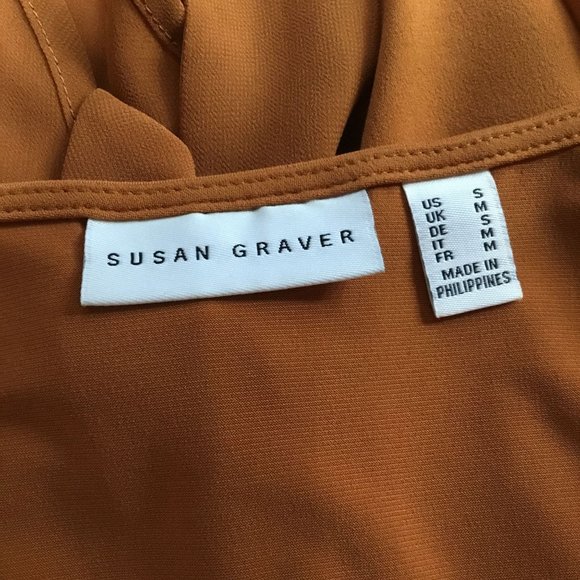 SUSAN GRAVER
US S
UK M
DE S
IT M
FR M
MADE IN
PHILIPPINES